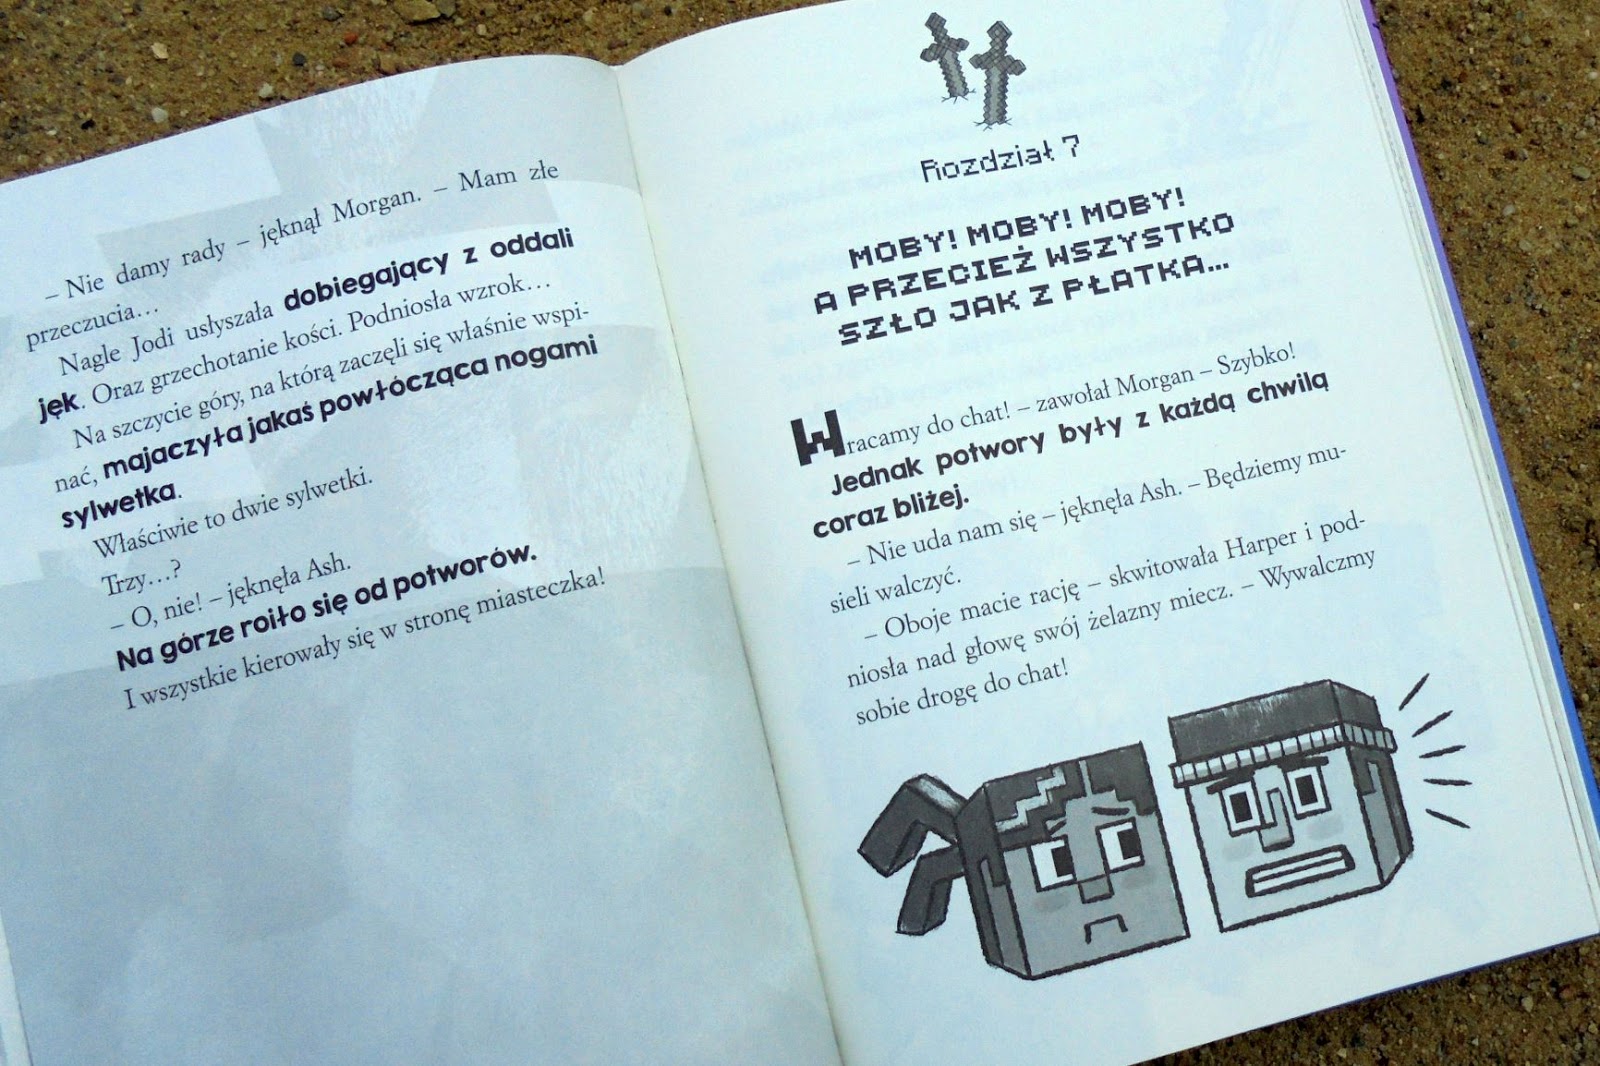 – Nie damy rady – jęknął Morgan. – Mam złe
przeczucia…
Nagle Jodi usłyszała dobiegający z oddali
jęk. Oraz grzechotanie kości. Podniosła wzrok…
Na szczycie góry, na którą zaczęli się właśnie wspi-
nać, majaczyła jakaś powłócząca nogami
sylwetka.
Właściwie to dwie sylwetki.
Trzy…?
– O, nie! – jęknęła Ash.
Na górze roiło się od potworów.
I wszystkie kierowały się w stronę miasteczka!
Rozdział 7
MOBY! MOBY! MOBY!
A PRZECIEŻ WSZYSTKO
SZŁO JAK Z PŁATKA...
Wracamy do chat! – zawołał Morgan – Szybko!
Jednak potwory były z każdą chwilą
coraz bliżej.
– Nie uda nam się – jęknęła Ash. – Będziemy mu-
sieli walczyć.
– Oboje macie rację – skwitowała Harper i pod-
niosła nad głowę swój żelazny miecz. – Wywalczmy
sobie drogę do chat!